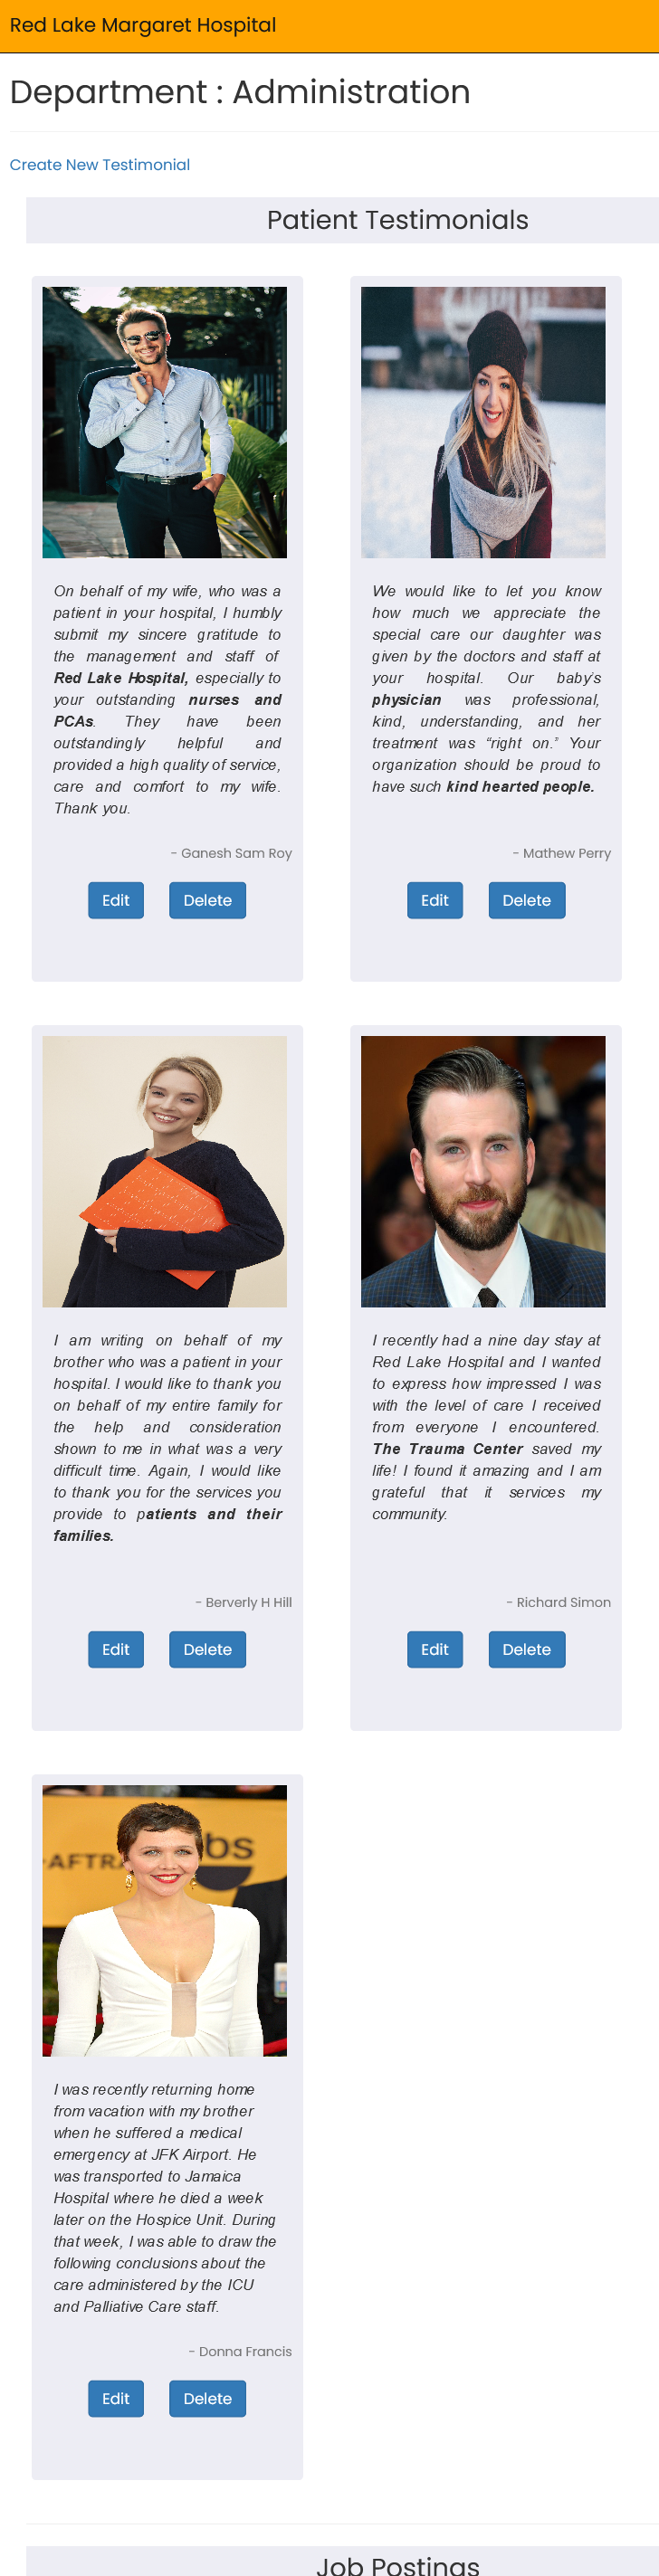 Red Lake Margaret Hospital
Department : Administration
Create New Testimonial
Patient Testimonials
On behalf of my wife, who was a
patient in your hospital, I humbly
submit my sincere gratitude to
the management and staff of
Red Lake Hospital, especially to
your outstanding nurses and
PCAs. They have been
outstandingly helpful and
provided a high quality of service,
care and comfort to my wife.
Thank you.
- Ganesh Sam Roy
Edit Delete
We would like to let you know
how much we appreciate the
special care our daughter was
given by the doctors and staff at
your hospital. Our baby's
physician was professional,
kind, understanding, and her
treatment was “right on.” Your
organization should be proud to
have such kind hearted people.
- Mathew Perry
Edit Delete
I am writing on behalf of my
brother who was a patient in your
hospital. I would like to thank you
on behalf of my entire family for
the help and consideration
shown to me in what was a very
difficult time. Again, I would like
to thank you for the services you
provide to patients and their
families.
- Berverly H Hill
Edit Delete
I recently had a nine day stay at
Red Lake Hospital and I wanted
to express how impressed I was
with the level of care I received
from everyone I encountered.
The Trauma Center saved my
life! I found it amazing and I am
grateful that it services my
community.
- Richard Simon
Edit Delete
AFTRA
bs
I was recently returning home
from vacation with my brother
when he suffered a medical
emergency at JFK Airport. He
was transported to Jamaica
Hospital where he died a week
later on the Hospice Unit. During
that week, I was able to draw the
following conclusions about the
care administered by the ICU
and Palliative Care staff.
- Donna Francis
Edit Delete
Job Postings